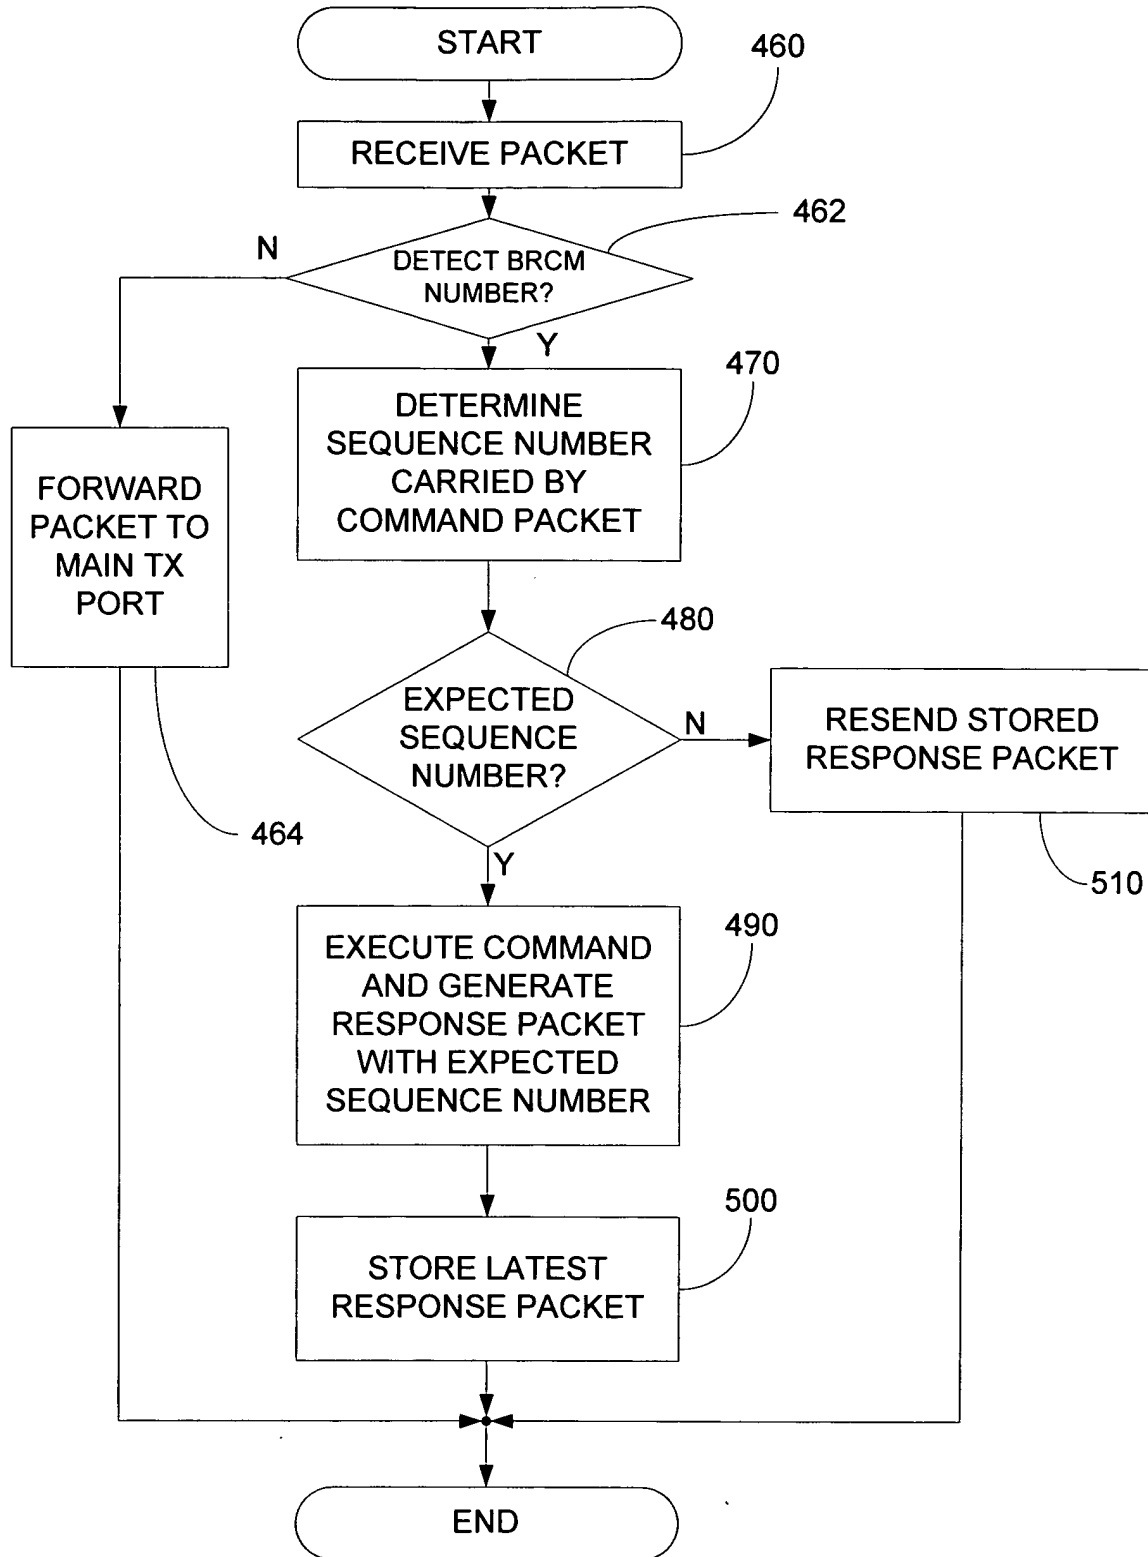 START
460
RECEIVE PACKET
462
N
DETECT BRCM
NUMBER?
Y
470
DETERMINE
SEQUENCE NUMBER
CARRIED BY
COMMAND PACKET
FORWARD
PACKET TO
MAIN TX
PORT
464
480
EXPECTED
SEQUENCE
NUMBER?
N
RESEND STORED
RESPONSE PACKET
510
Y
490
EXECUTE COMMAND
AND GENERATE
RESPONSE PACKET
WITH EXPECTED
SEQUENCE NUMBER
500
STORE LATEST
RESPONSE PACKET
END